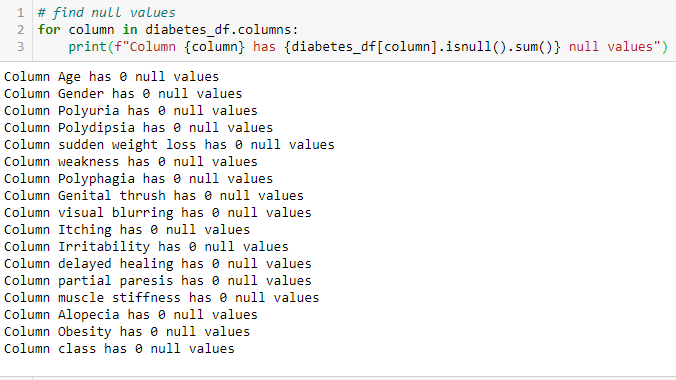 1 # find null values
2 for column in diabetes_df.columns:
3     print(f"Column {column} has {diabetes_df[column].isnull().sum()} null values")
Column Age has 0 null values
Column Gender has 0 null values
Column Polyuria has 0 null values
Column Polydipsia has 0 null values
Column sudden weight loss has 0 null values
Column weakness has 0 null values
Column Polyphagia has 0 null values
Column Genital thrush has 0 null values
Column visual blurring has 0 null values
Column Itching has 0 null values
Column Irritability has 0 null values
Column delayed healing has 0 null values
Column partial paresis has 0 null values
Column muscle stiffness has 0 null values
Column Alopecia has 0 null values
Column Obesity has 0 null values
Column class has 0 null values